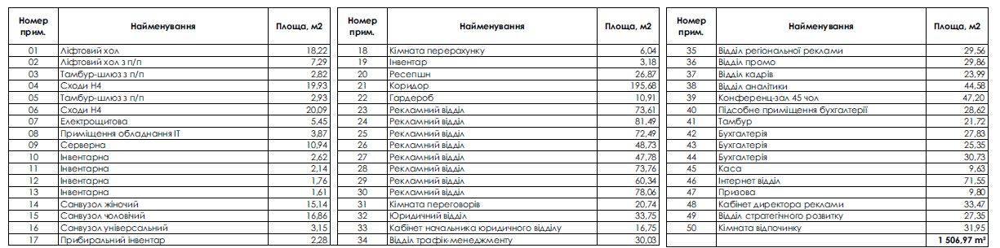 Номер прим. Найменування Площа, м2
01 Ліфтовий хол 18,22
02 Ліфтовий хол з п/п 7,29
03 Тамбур-шлюз з п/п 2,82
04 Сходи Н4 19,93
05 Тамбур-шлюз з п/п 2,93
06 Сходи Н4 20,09
07 Електрощитова 5,45
08 Приміщення обладнання ІТ 3,87
09 Серверна 10,94
10 Інвентарна 2,62
11 Інвентарна 2,14
12 Інвентарна 1,76
13 Інвентарна 1,61
14 Санвузол жіночий 15,14
15 Санвузол чоловічий 16,86
16 Санвузол універсальний 3,15
17 Прибиральний інвентар 2,28
Номер прим. Найменування Площа, м2
18 Кімната перерахунку 6,04
19 Інвентар 3,18
20 Ресепшн 26,87
21 Коридор 195,68
22 Гардероб 10,91
23 Рекламний відділ 73,61
24 Рекламний відділ 81,49
25 Рекламний відділ 72,49
26 Рекламний відділ 48,73
27 Рекламний відділ 47,78
28 Рекламний відділ 73,76
29 Рекламний відділ 60,34
30 Рекламний відділ 78,06
31 Кімната переговорів 20,74
32 Юридичний відділ 33,75
33 Кабінет начальника юридичного відділу 16,75
34 Відділ трафік-менеджменту 30,03
Номер прим. Найменування Площа, м2
35 Відділ регіональної реклами 29,56
36 Відділ промо 29,86
37 Відділ кадрів 23,99
38 Відділ аналітики 44,58
39 Конференц-зал 45 чол 47,20
40 Підсобне приміщення бухгалтерії 28,62
41 Тамбур 21,72
42 Бухгалтерія 27,83
43 Бухгалтерія 25,35
44 Бухгалтерія 30,73
45 Каса 9,63
46 Інтернет відділ 71,55
47 Призова 9,80
48 Кабінет директора реклами 33,47
49 Відділ стратегічного розвитку 27,35
50 Кімната відпочинку 31,95
1 506,97 m²